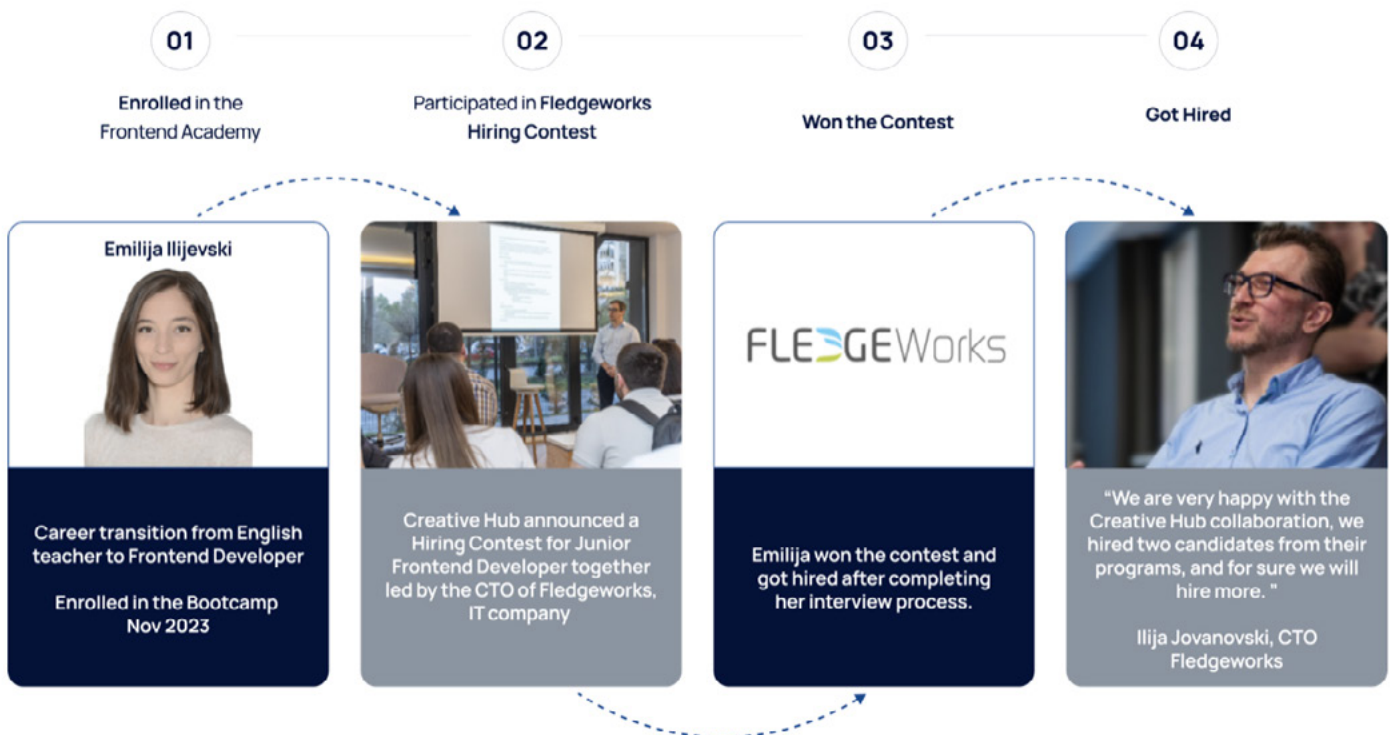 01
02
03
04
Enrolled in the
Frontend Academy
Participated in Fledgeworks
Hiring Contest
Won the Contest
Got Hired
Emilija Ilijevski
Career transition from English
teacher to Frontend Developer
Enrolled in the Bootcamp
Nov 2023
Creative Hub announced a
Hiring Contest for Junior
Frontend Developer together
led by the CTO of Fledgeworks,
IT company
FLEDGEWorks
Emilija won the contest and
got hired after completing
her interview process.
“We are very happy with the
Creative Hub collaboration, we
hired two candidates from their
programs, and for sure we will
hire more. "
Ilija Jovanovski, CTO
Fledgeworks